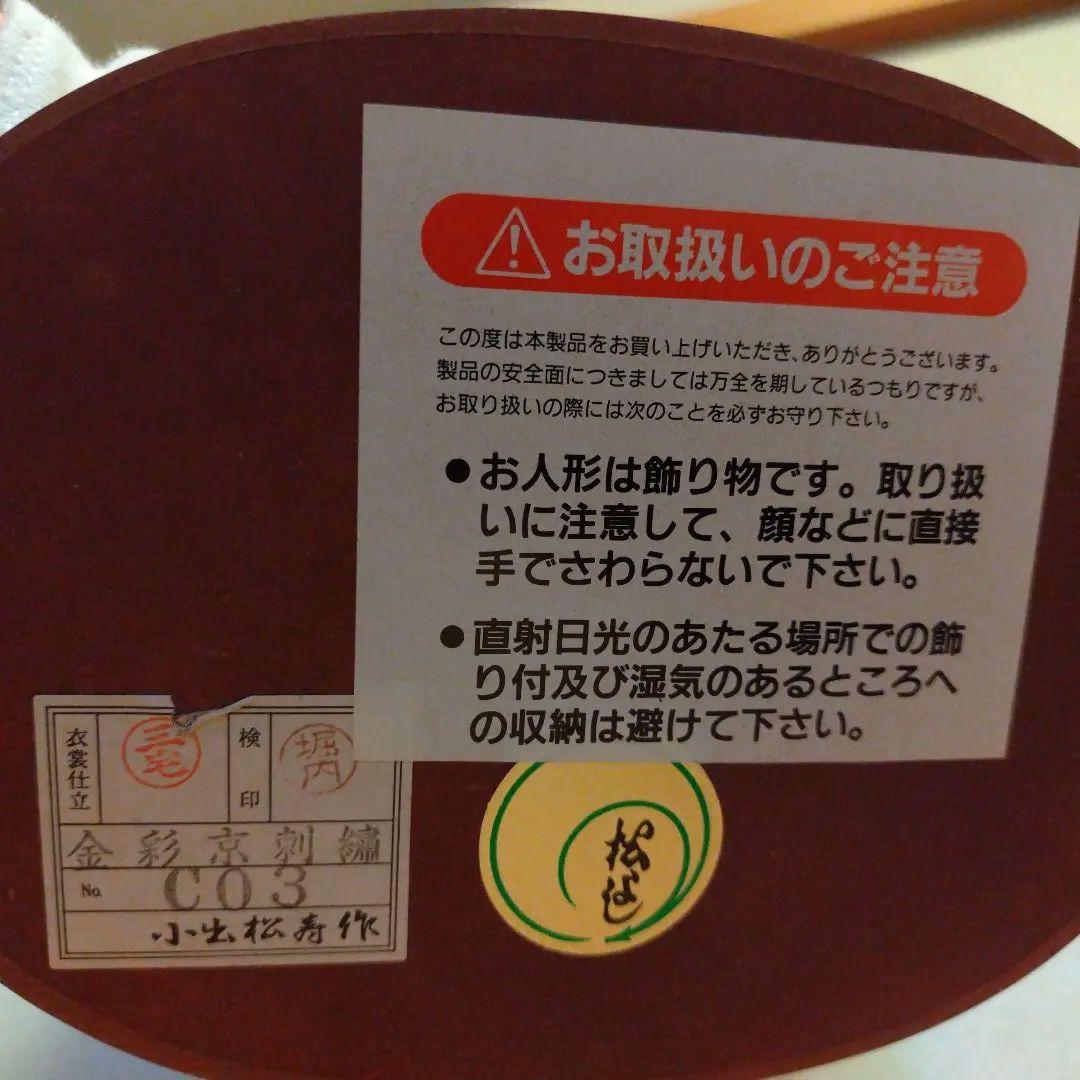 お取扱いのご注意
この度は本製品をお買い上げいただき、ありがとうございます。
製品の安全面につきましては万全を期しているつもりですが、
お取り扱いの際には次のことを必ずお守り下さい。
●お人形は飾り物です。取り扱
いに注意して、顔などに直接
手でさわらないで下さい。
●直射日光のあたる場所での飾
り付及び湿気のあるところへ
の収納は避けて下さい。
衣裳仕立 三宅 検印 堀内
金彩京刺繍
No. C03
小出松寿作
松よし